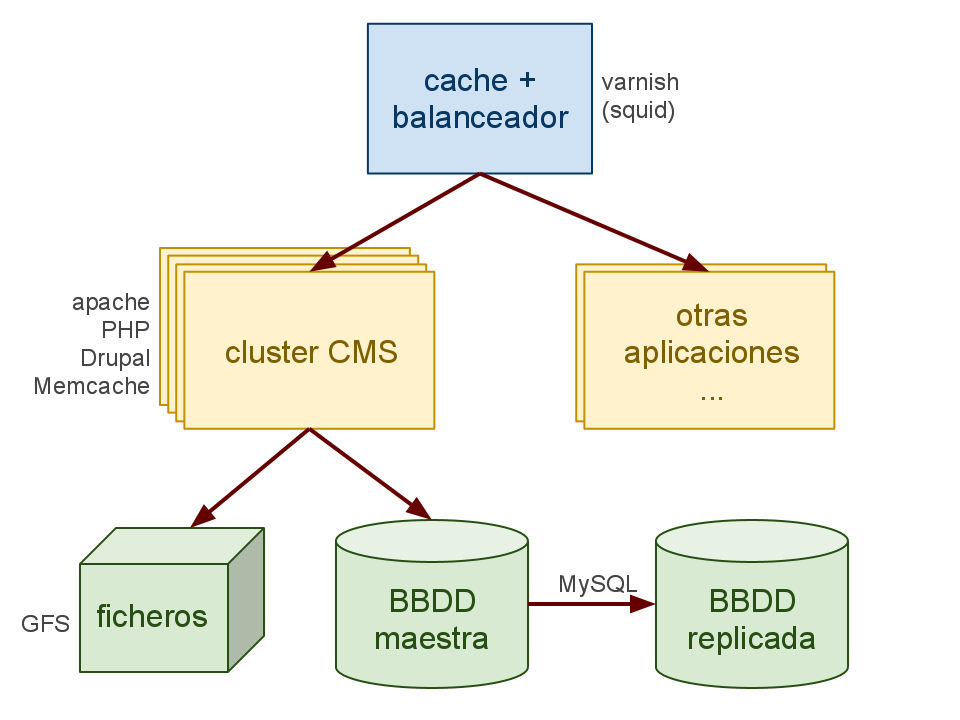 cache +
balanceador
varnish
(squid)
apache
PHP
Drupal
Memcache
cluster CMS
otras
aplicaciones
...
GFS
ficheros
BBDD
maestra
MySQL
BBDD
replicada